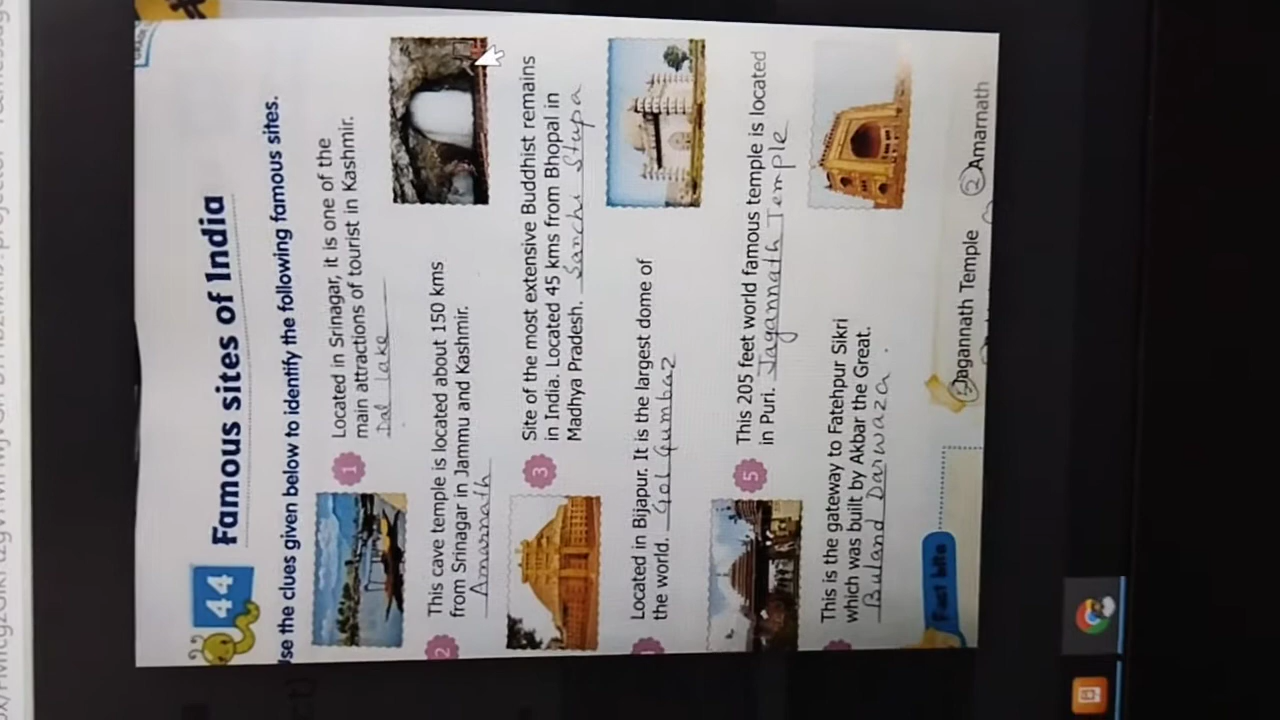 44
Famous sites of India
se the clues given below to identify the following famous sites.
1
Located in Srinagar, it is one of the
main attractions of tourist in Kashmir.
Dal lake
2
This cave temple is located about 150 kms
from Srinagar in Jammu and Kashmir.
Amarnath
3
Site of the most extensive Buddhist remains
in India. Located 45 kms from Bhopal in
Madhya Pradesh. Sanchi Stupa
Located in Bijapur. It is the largest dome of
the world. Gol Gumbaz
5
This 205 feet world famous temple is located
in Puri. Jagannath Temple
This is the gateway to Fatehpur Sikri
which was built by Akbar the Great.
Buland Darwaza.
Fact bite
5 Jagannath Temple 2 Amarnath